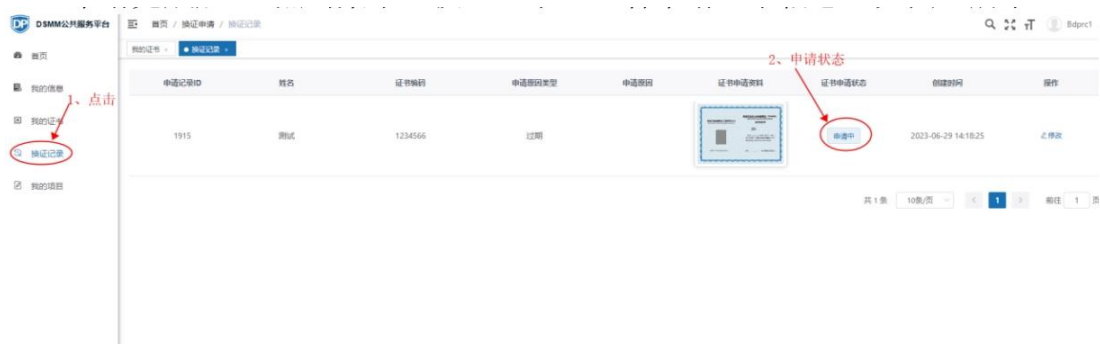 DSMM公共服务平台
首页 / 换证申请 / 换证记录
Bdprc1
首页
我的证书 ×
换证记录 ×
2、申请状态
我的信息
1、点击
我的证书
换证记录
我的项目
申请记录ID 姓名 证书编码 申请原因类型 申请原因 证书申请资料 证书申请状态 创建时间 操作
1915 测试 1234566 过期 申请中 2023-06-29 14:18:25 修改
共 1 条 10条/页 1 前往 1 页